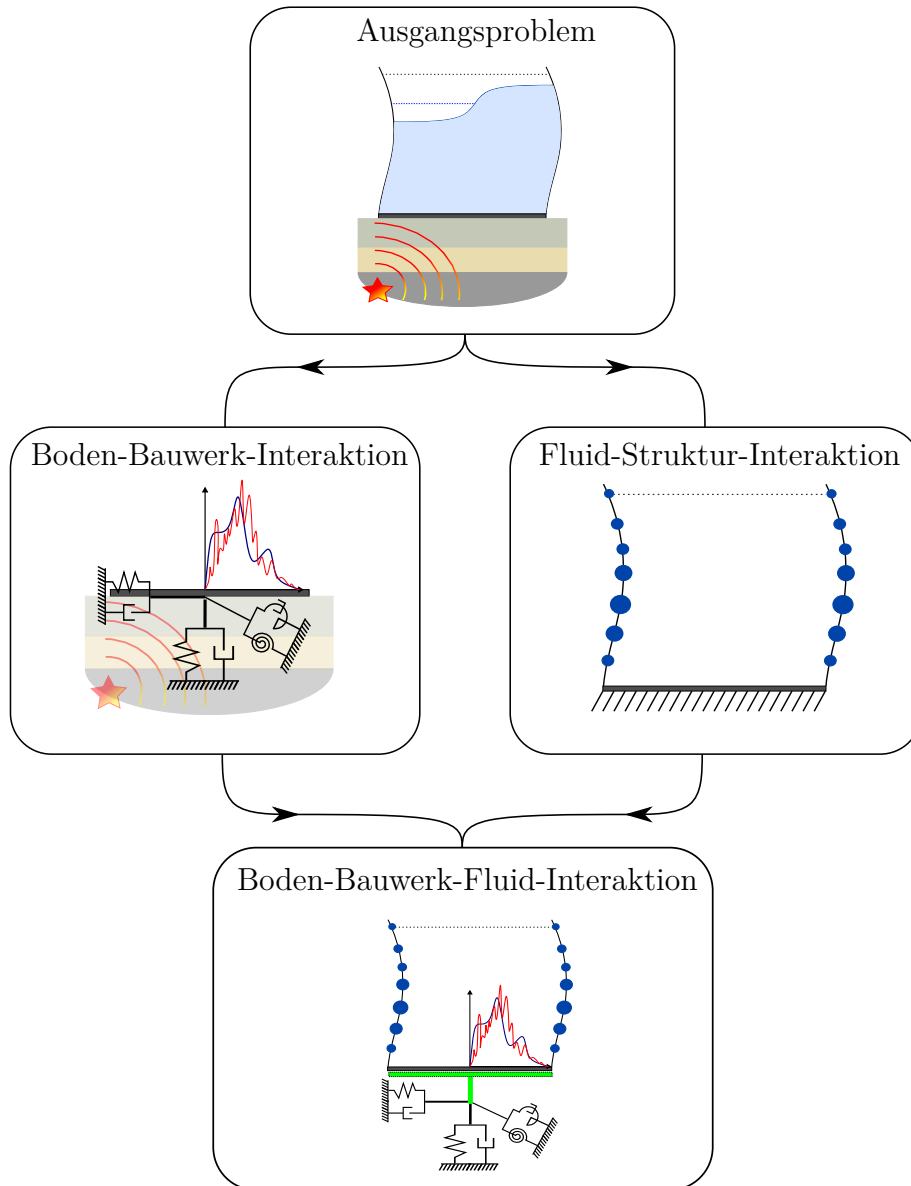 Ausgangsproblem
Boden-Bauwerk-Interaktion
Fluid-Struktur-Interaktion
Boden-Bauwerk-Fluid-Interaktion